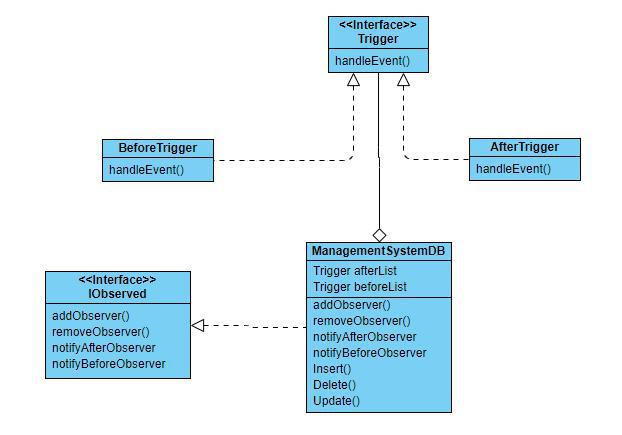 <<Interface>>
Trigger
handleEvent()
BeforeTrigger
handleEvent()
AfterTrigger
handleEvent()
ManagementSystemDB
Trigger afterList
Trigger beforeList
addObserver()
removeObserver()
notifyAfterObserver
notifyBeforeObserver
Insert()
Delete()
Update()
<<Interface>>
IObserved
addObserver()
removeObserver()
notifyAfterObserver
notifyBeforeObserver